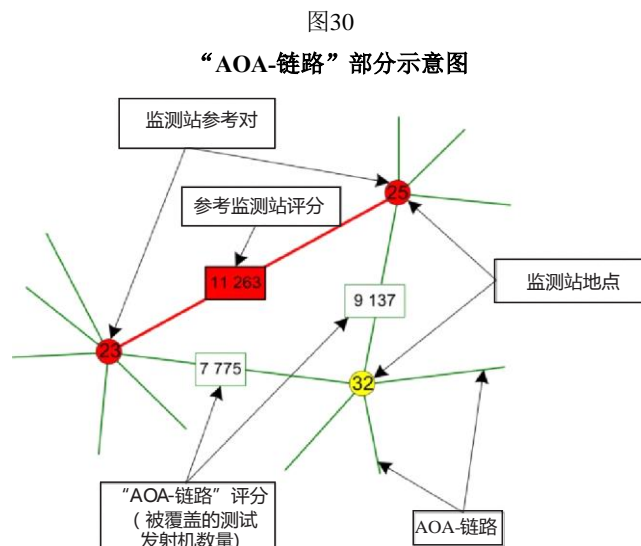 图30
“AOA-链路”部分示意图
监测站参考对
25
参考监测站评分
11 263
监测站地点
9 137
23
7 775
32
“AOA-链路”评分
（被覆盖的测试
发射机数量)
AOA-链路